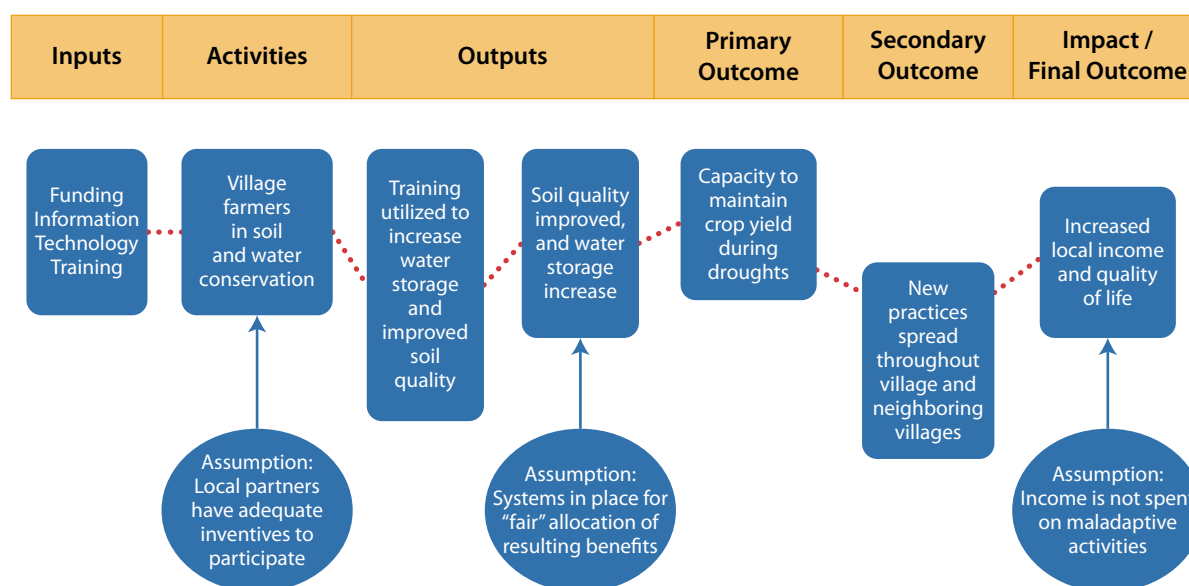 Inputs
Activities
Outputs
Primary
Outcome
Secondary
Outcome
Impact /
Final Outcome
Funding
Information
Technology
Training
Village
farmers
in soil
and water
conservation
Training
utilized to
increase
water
storage
and
improved
soil
quality
Soil quality
improved,
and water
storage
increase
Capacity to
maintain
crop yield
during
droughts
New
practices
spread
throughout
village and
neighboring
villages
Increased
local income
and quality
of life
Assumption:
Local partners
have adequate
inventives to
participate
Assumption:
Systems in place for
“fair” allocation of
resulting benefits
Assumption:
Income is not spent
on maladaptive
activities